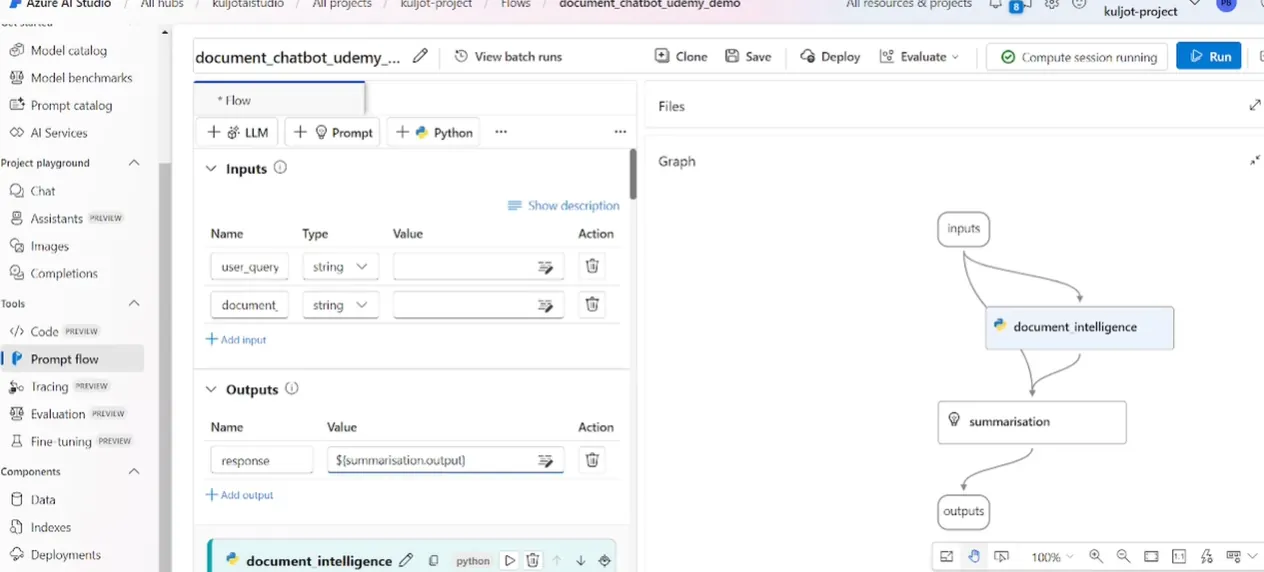 Azure AI Studio / All hubs / kuljotaistudio / All projects / kuljot-project / Flows / document_chatbot_udemy_demo
All resources & projects
8
kuljot-project
PB
Get started
Model catalog
Model benchmarks
Prompt catalog
AI Services
Project playground
Chat
Assistants PREVIEW
Images
Completions
Tools
Code PREVIEW
Prompt flow
Tracing PREVIEW
Evaluation PREVIEW
Fine-tuning PREVIEW
Components
Data
Indexes
Deployments
document_chatbot_udemy_... View batch runs Clone Save Deploy Evaluate Compute session running Run
* Flow
+ LLM + Prompt + Python ... ...
Inputs
Show description
Name Type Value Action
user_query string
document_ string
+ Add input
Outputs
Name Value Action
response ${summarisation.output}
+ Add output
document_intelligence python
Files
Graph
inputs
document_intelligence
summarisation
outputs
100% 1:1